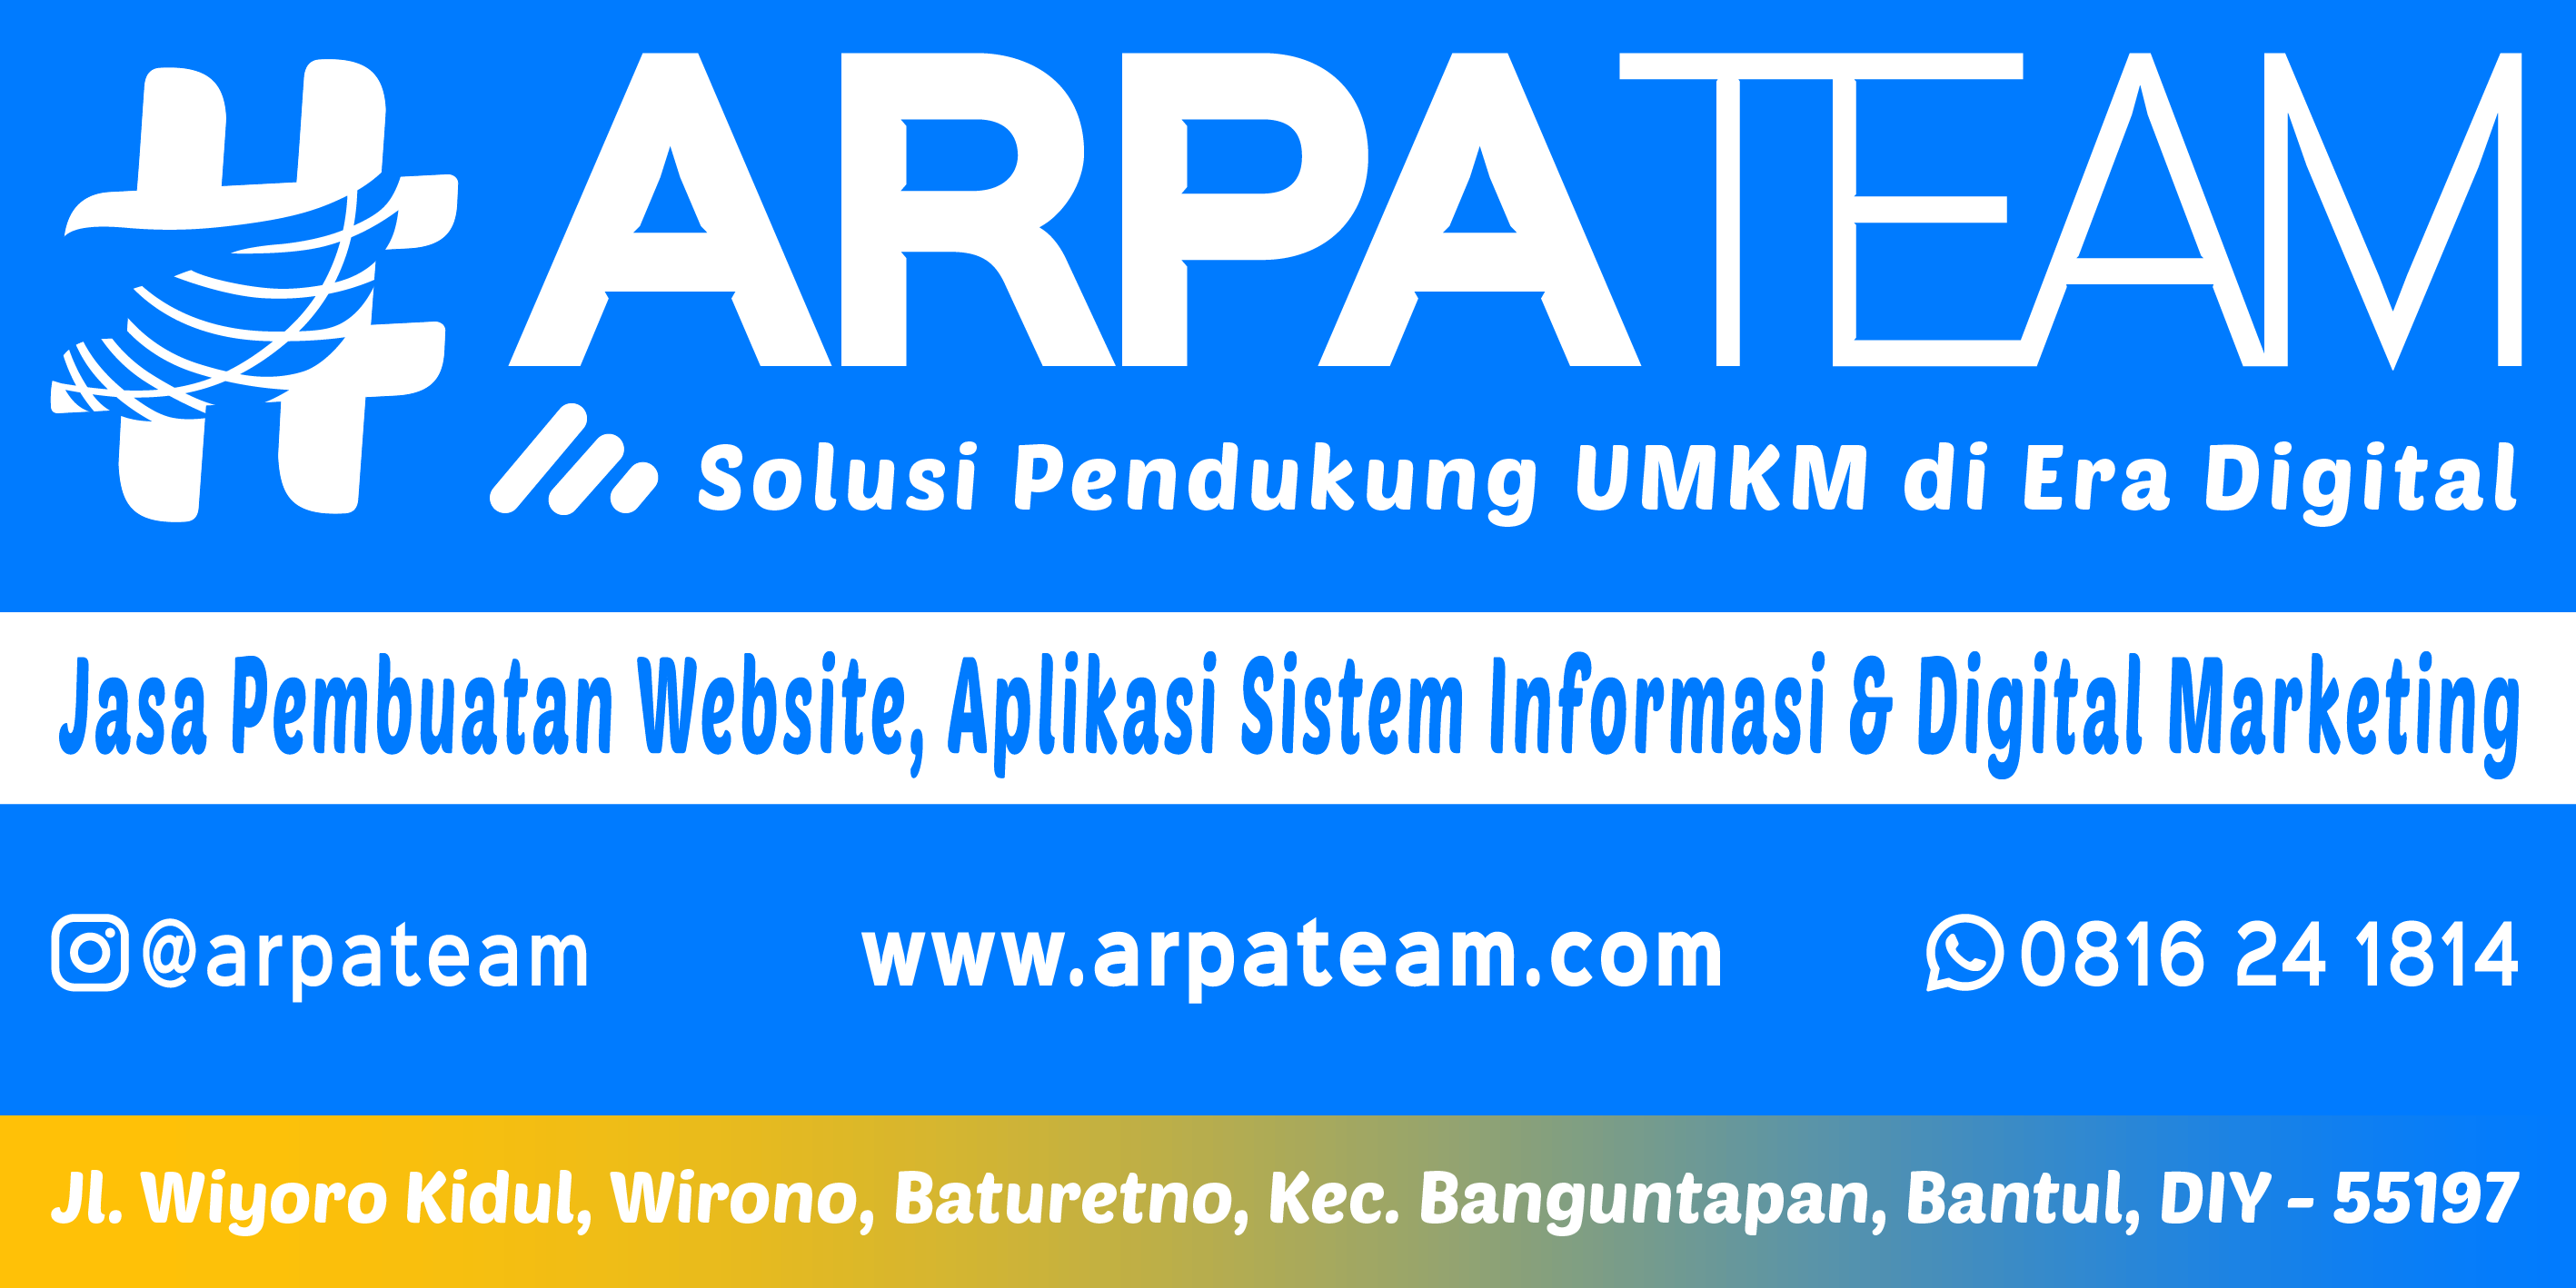 ARPATEAM
Solusi Pendukung UMKM di Era Digital
Jasa Pembuatan Website, Aplikasi Sistem Informasi & Digital Marketing
@arpateam www.arpateam.com 0816 24 1814
Jl. Wiyoro Kidul, Wirono, Baturetno, Kec. Banguntapan, Bantul, DIY - 55197